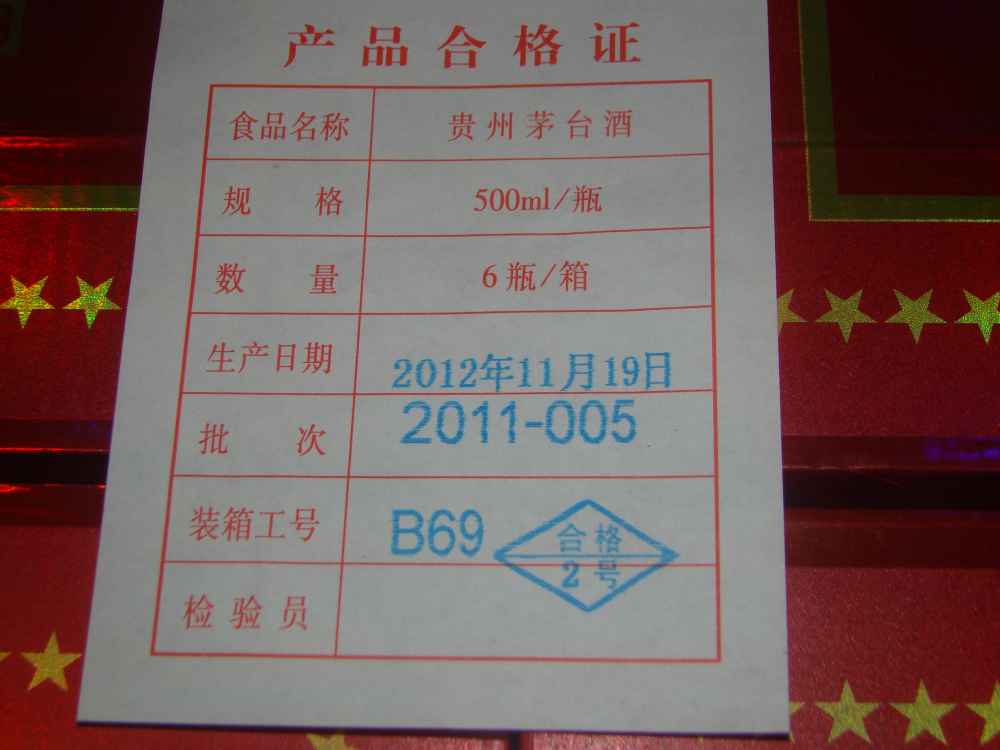 产品合格证
食品名称 贵州茅台酒
规格 500ml/瓶
数量 6瓶/箱
生产日期 2012年11月19日
批次 2011-005
装箱工号 B69
合格
2号
检验员